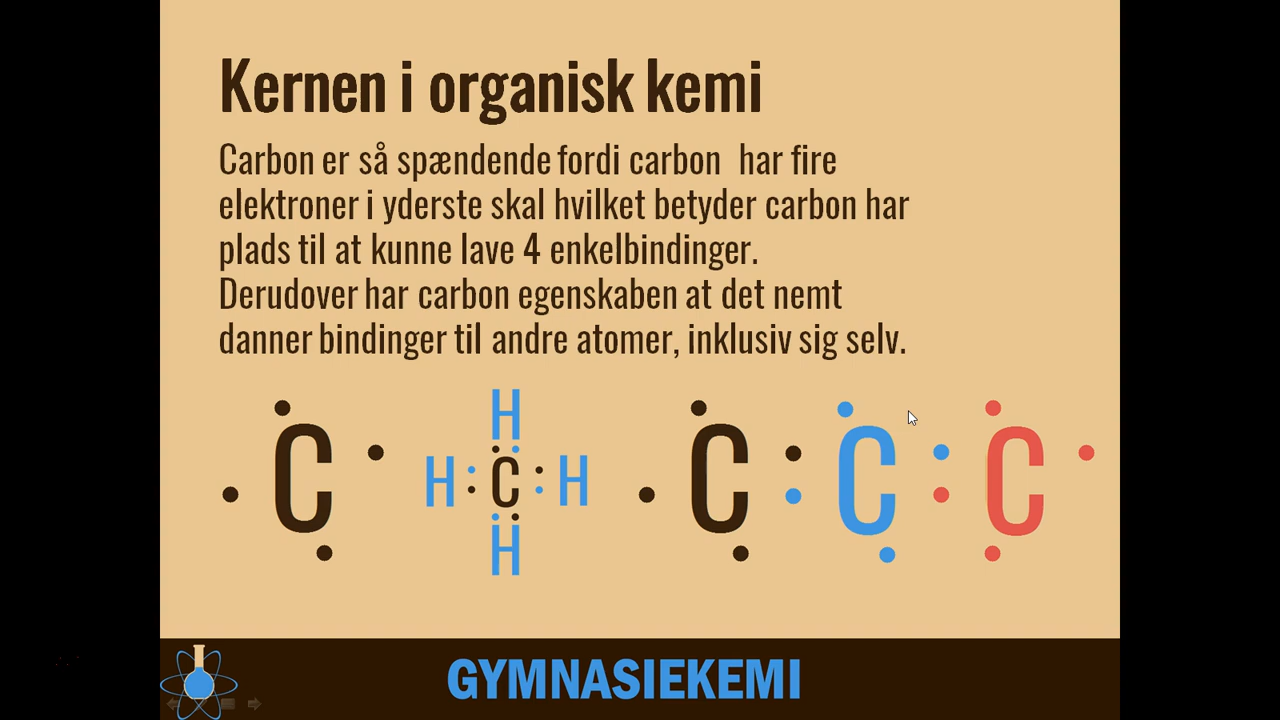 Kernen i organisk kemi
Carbon er så spændende fordi carbon har fire
elektroner i yderste skal hvilket betyder carbon har
plads til at kunne lave 4 enkelbindinger.
Derudover har carbon egenskaben at det nemt
danner bindinger til andre atomer, inklusiv sig selv.
H
C H C H C C C
H
GYMNASIEKEMI